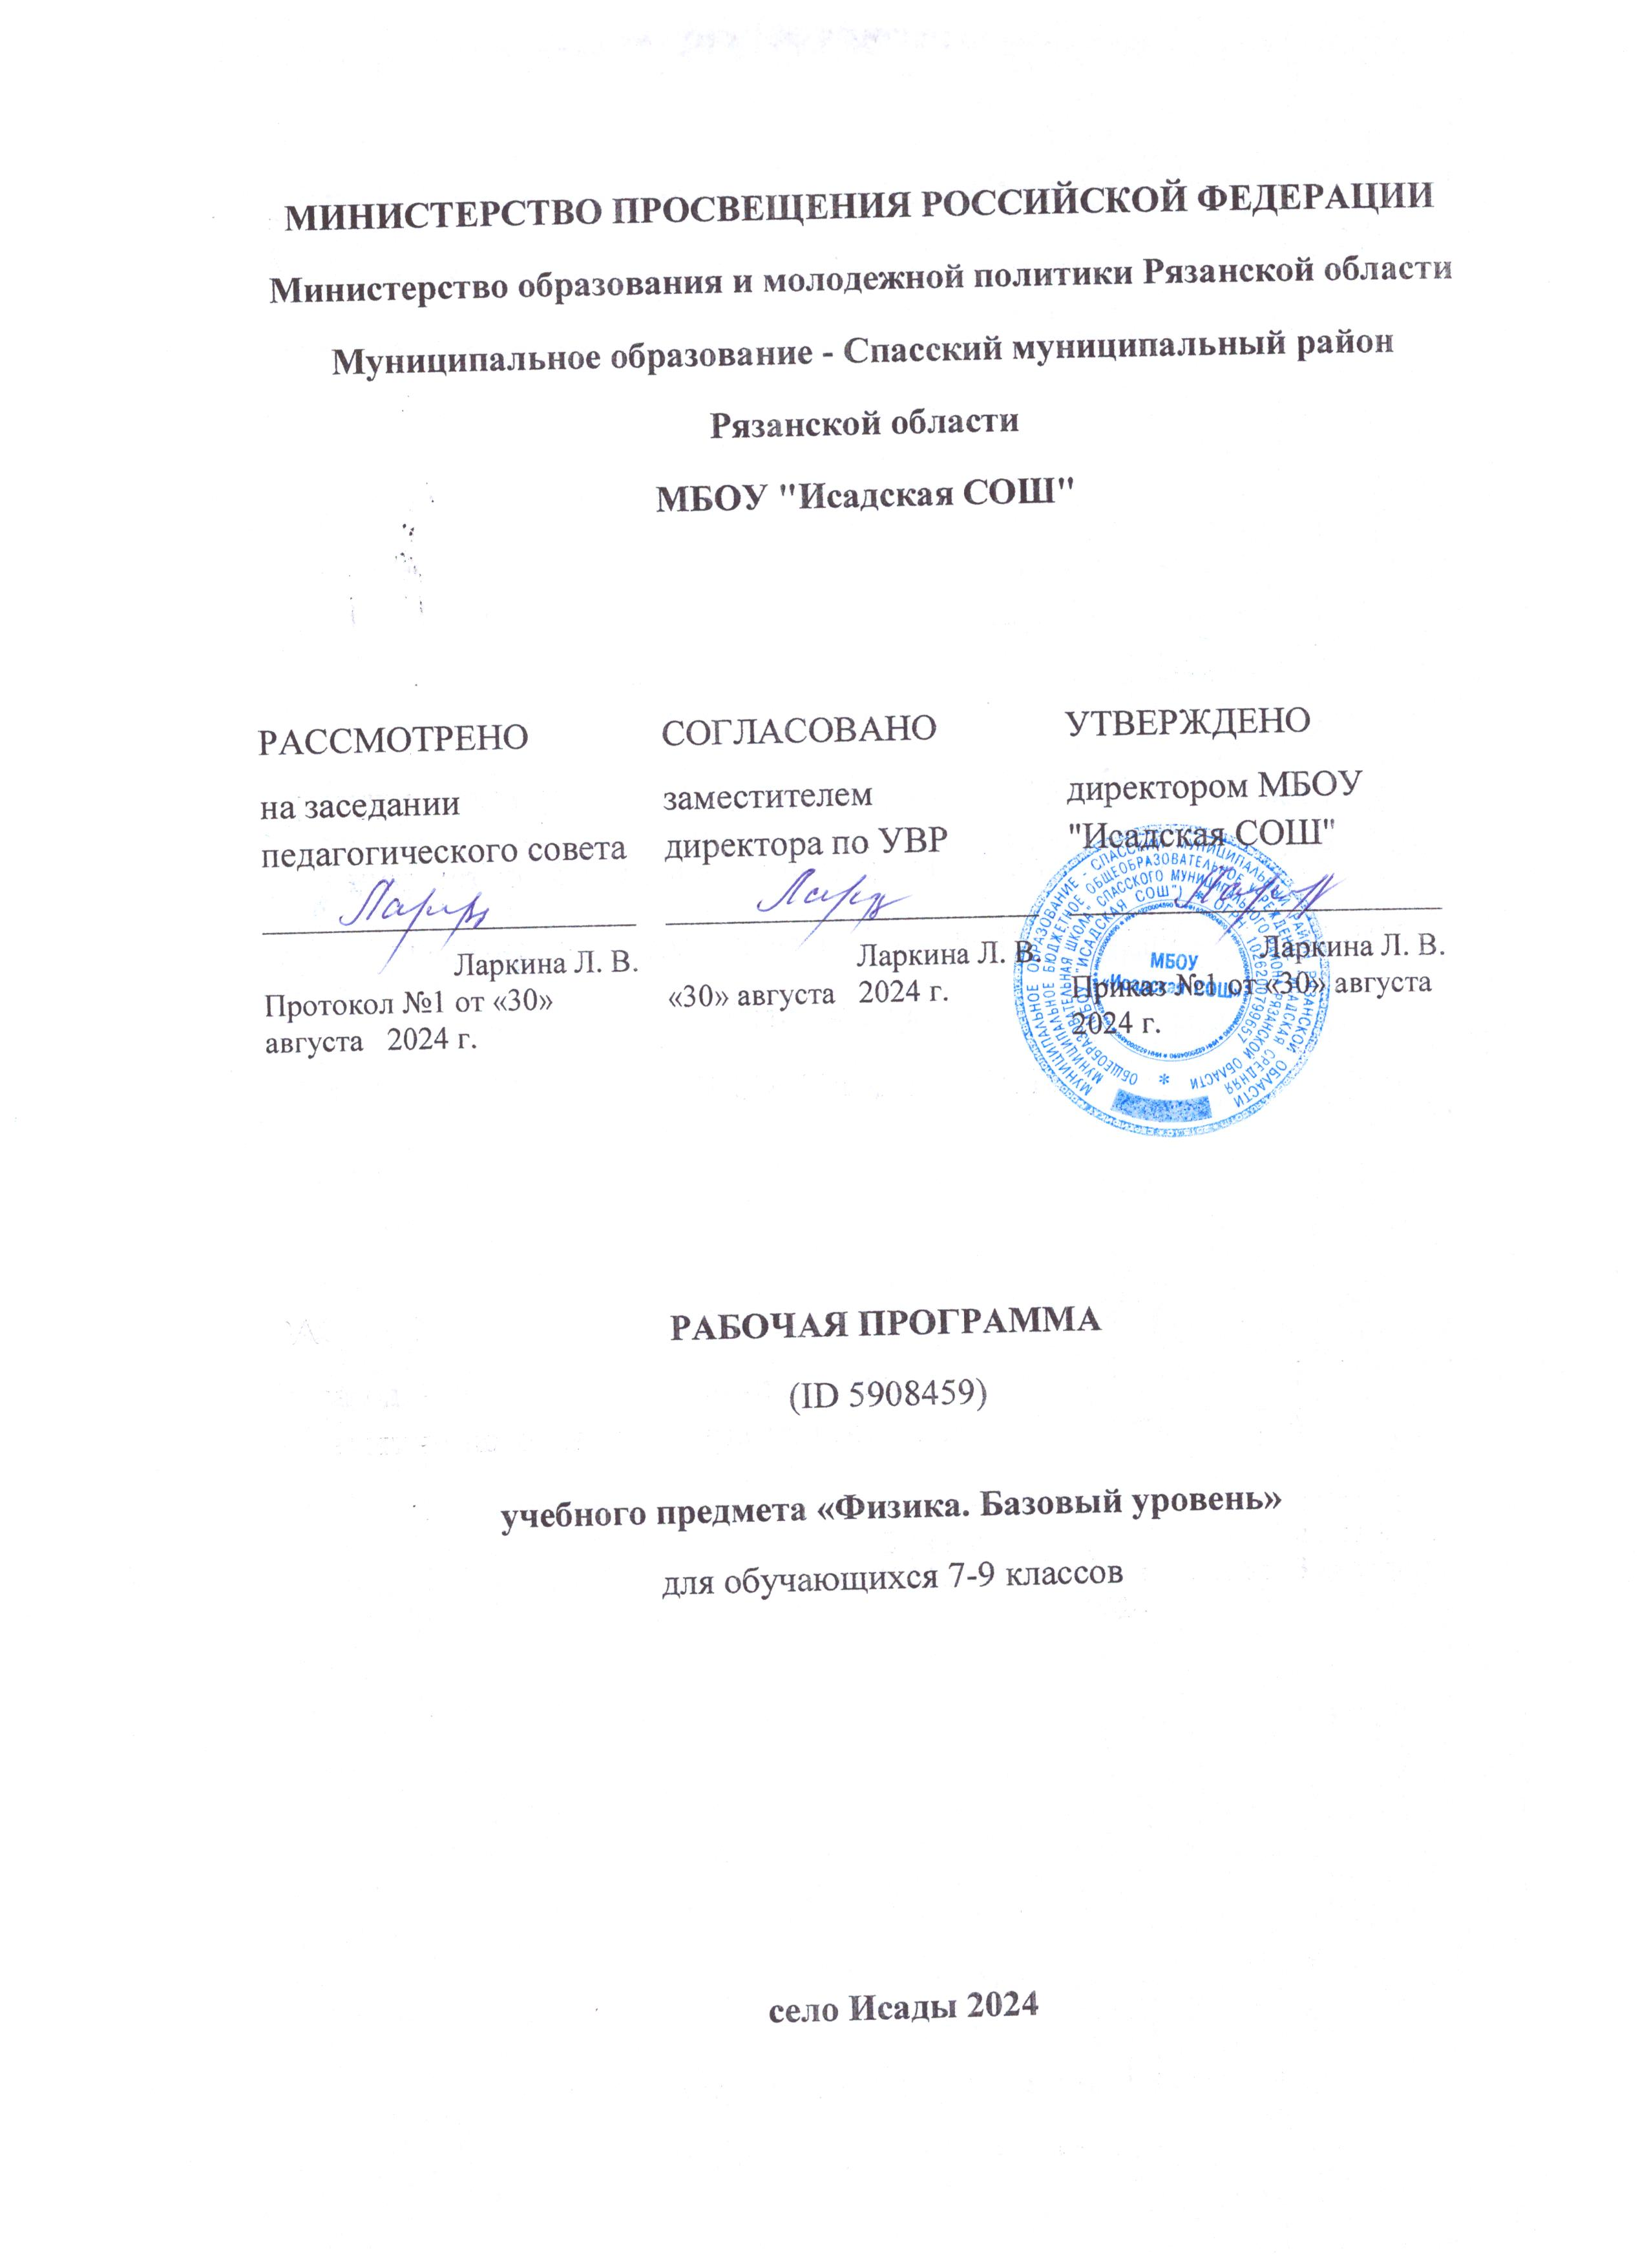 МИНИСТЕРСТВО ПРОСВЕЩЕНИЯ РОССИЙСКОЙ ФЕДЕРАЦИИ
Министерство образования и молодежной политики Рязанской области
Муниципальное образование - Спасский муниципальный район
Рязанской области
МБОУ "Исадская СОШ"
РАССМОТРЕНО
на заседании
педагогического совета
Ларкина Л. В.
Протокол №1 от «30»
августа 2024 г.
СОГЛАСОВАНО
заместителем
директора по УВР
Ларкина Л. В.
«30» августа 2024 г.
УТВЕРЖДЕНО
директором МБОУ
"Исадская СОШ"
Ларкина Л. В.
Приказ №1 от «30» августа
2024 г.
МБОУ
«Исадская СОШ»
РАБОЧАЯ ПРОГРАММА
(ID 5908459)
учебного предмета «Физика. Базовый уровень»
для обучающихся 7-9 классов
село Исады 2024